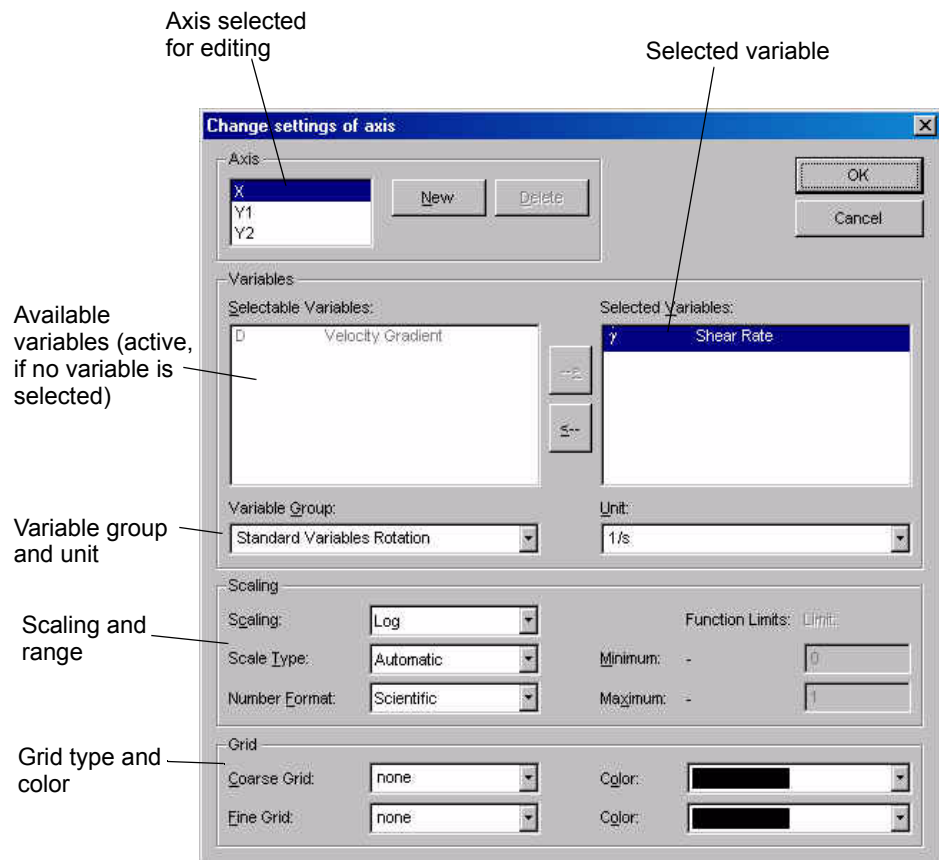 Axis selected
for editing
Selected variable
Change settings of axis
Axis
X
Y1
Y2
New
Delete
OK
Cancel
Variables
Selectable Variables:
Selected Variables:
D Velocity Gradient
γ̇ Shear Rate
-->
<--
Available
variables (active,
if no variable is
selected)
Variable Group:
Unit:
Standard Variables Rotation
1/s
Variable group
and unit
Scaling
Scaling:
Log
Function Limits: Limit:
Scale Type:
Automatic
Minimum: -
0
Number Format:
Scientific
Maximum: -
1
Scaling and
range
Grid
Coarse Grid:
none
Color:
Fine Grid:
none
Color:
Grid type and
color